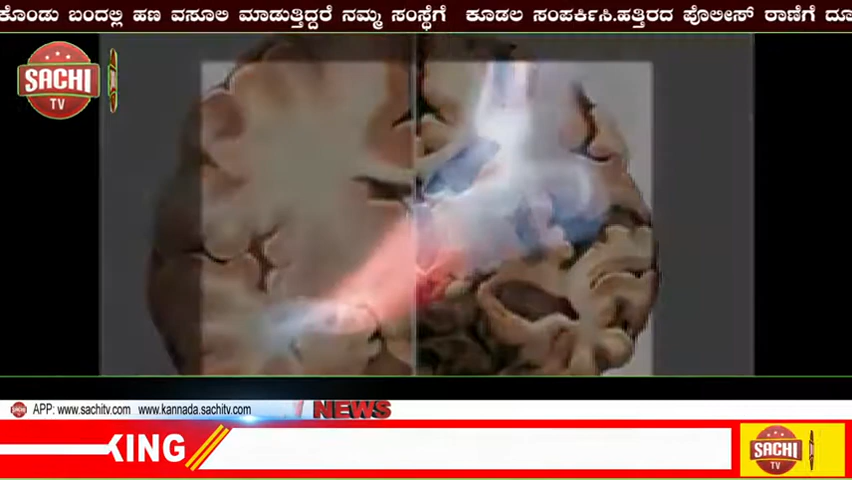 ಕೊಂಡು ಬಂದಲ್ಲಿ ಹಣ ವಸೂಲಿ ಮಾಡುತ್ತಿದ್ದರೆ ನಮ್ಮ ಸಂಸ್ಥೆಗೆ ಕೂಡಲ ಸಂಪರ್ಕಿಸಿ.ಹತ್ತಿರದ ಪೊಲೀಸ್ ಠಾಣೆಗೆ ದೂ
SACHI
TV
APP: www.sachitv.com www.kannada.sachitv.com NEWS
KING
SACHI
TV